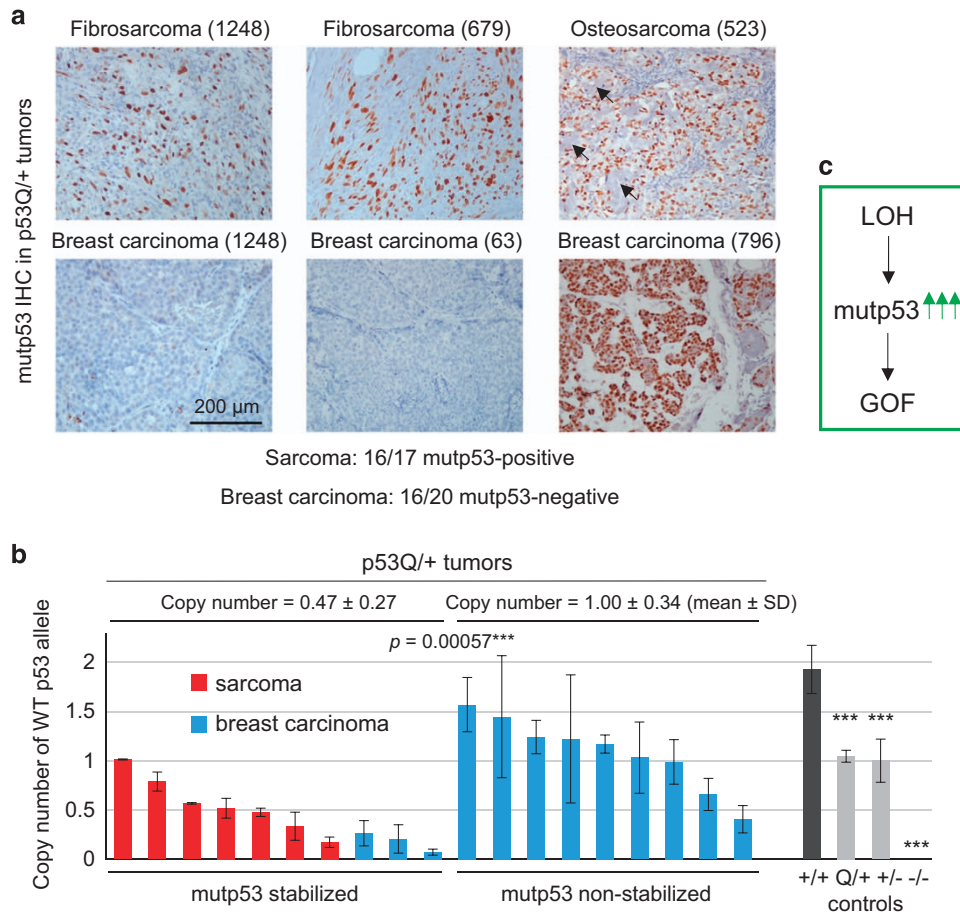 a
Fibrosarcoma (1248)
Fibrosarcoma (679)
Osteosarcoma (523)
mutp53 IHC in p53Q/+ tumors
Breast carcinoma (1248)
Breast carcinoma (63)
Breast carcinoma (796)
200 μm
Sarcoma: 16/17 mutp53-positive
Breast carcinoma: 16/20 mutp53-negative
c
LOH
mutp53
GOF
b
p53Q/+ tumors
Copy number = 0.47 ± 0.27
Copy number = 1.00 ± 0.34 (mean ± SD)
p = 0.00057***
Copy number of WT p53 allele
2
1.5
1
0.5
0
sarcoma
breast carcinoma
*** ***
***
mutp53 stabilized
mutp53 non-stabilized
+/+ Q/+ +/- -/-
controls